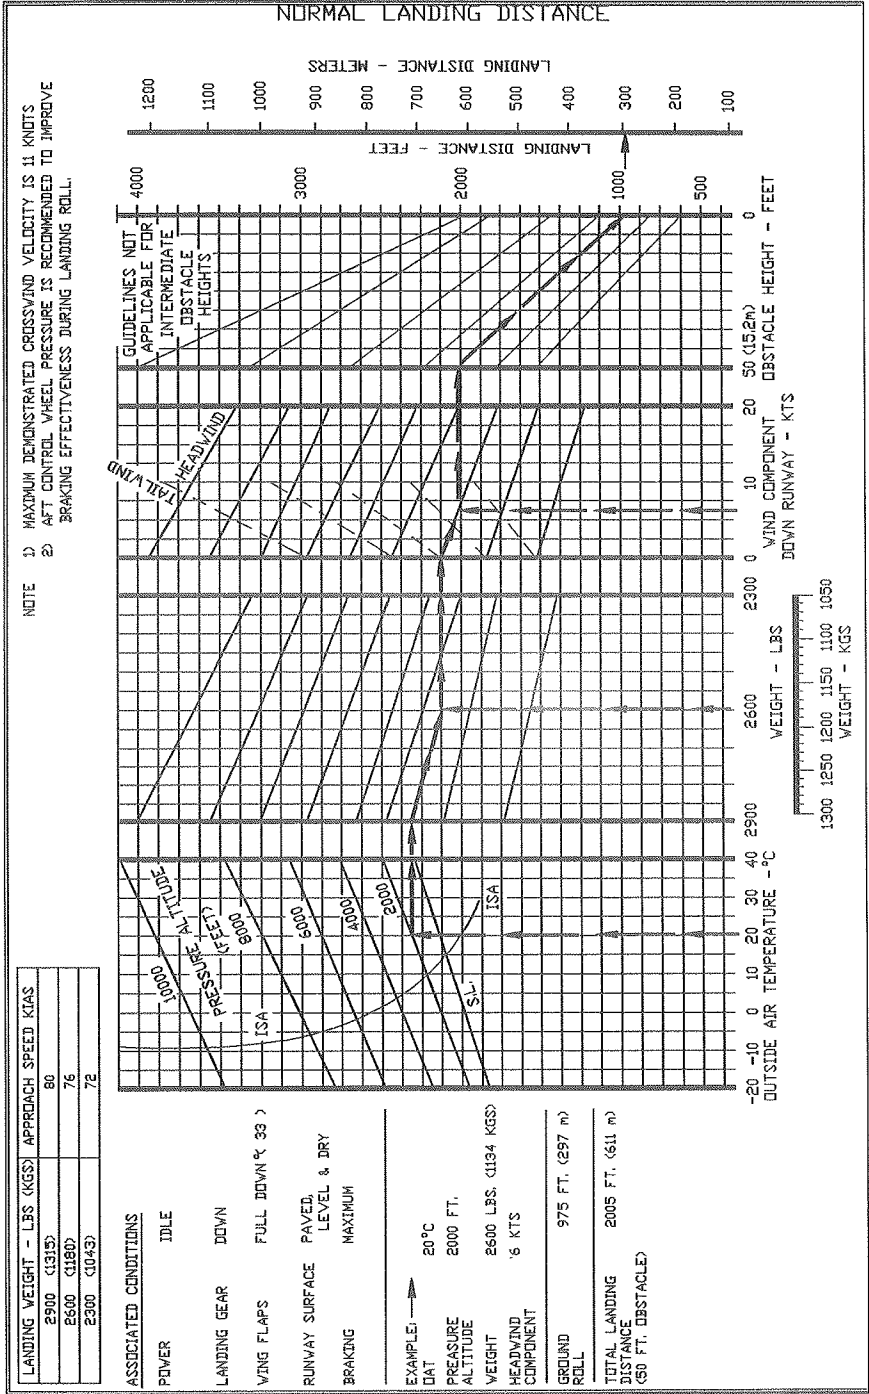 NORMAL LANDING DISTANCE
NOTE 1) MAXIMUM DEMONSTRATED CROSSWIND VELOCITY IS 11 KNOTS
2) AFT CONTROL WHEEL PRESSURE IS RECOMMENDED TO IMPROVE
BRAKING EFFECTIVENESS DURING LANDING ROLL.
LANDING WEIGHT - LBS (KGS) APPROACH SPEED KIAS
2900 (1315) 80
2600 (1180) 76
2300 (1043) 72
ASSOCIATED CONDITIONS
POWER IDLE
LANDING GEAR DOWN
WING FLAPS FULL DOWN ( 33 )
RUNWAY SURFACE PAVED,
LEVEL & DRY
BRAKING MAXIMUM
EXAMPLE:
OAT 20°C
PREASURE
ALTITUDE 2000 FT.
WEIGHT 2600 LBS. (1134 KGS)
HEADWIND
COMPONENT '6 KTS
GROUND
ROLL 975 FT. (297 m)
TOTAL LANDING
DISTANCE 2005 FT. (611 m)
(50 FT. OBSTACLE)
10000
PRESSURE ALTITUDE
(FEET)
8000
6000
4000
2000
S.L.
ISA
ISA
-20 -10 0 10 20 30 40
OUTSIDE AIR TEMPERATURE -°C
2900 2600 2300
WEIGHT - LBS
1300 1250 1200 1150 1100 1050
WEIGHT - KGS
TAILWIND
HEADWIND
0 10 20
WIND COMPONENT
DOWN RUNWAY - KTS
GUIDELINES NOT
APPLICABLE FOR
INTERMEDIATE
OBSTACLE
HEIGHTS
50 (15.2m) 0
OBSTACLE HEIGHT - FEET
4000
3000
2000
1000
500
LANDING DISTANCE - FEET
1200
1100
1000
900
800
700
600
500
400
300
200
100
LANDING DISTANCE - METERS